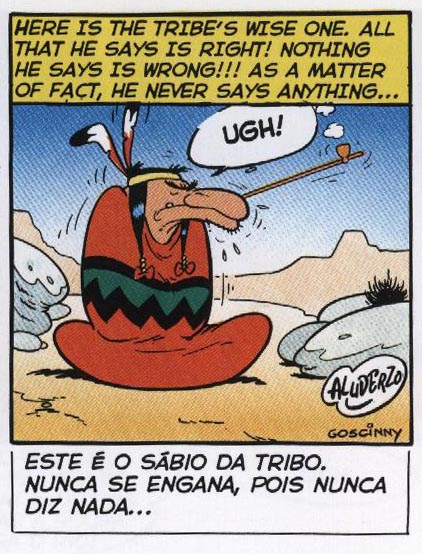 HERE IS THE TRIBE'S WISE ONE. ALL
THAT HE SAYS IS RIGHT! NOTHING
HE SAYS IS WRONG!!! AS A MATTER
OF FACT, HE NEVER SAYS ANYTHING...
UGH!
ALUDERZO
GOSCINNY
ESTE É O SÁBIO DA TRIBO.
NUNCA SE ENGANA, POIS NUNCA
DIZ NADA...